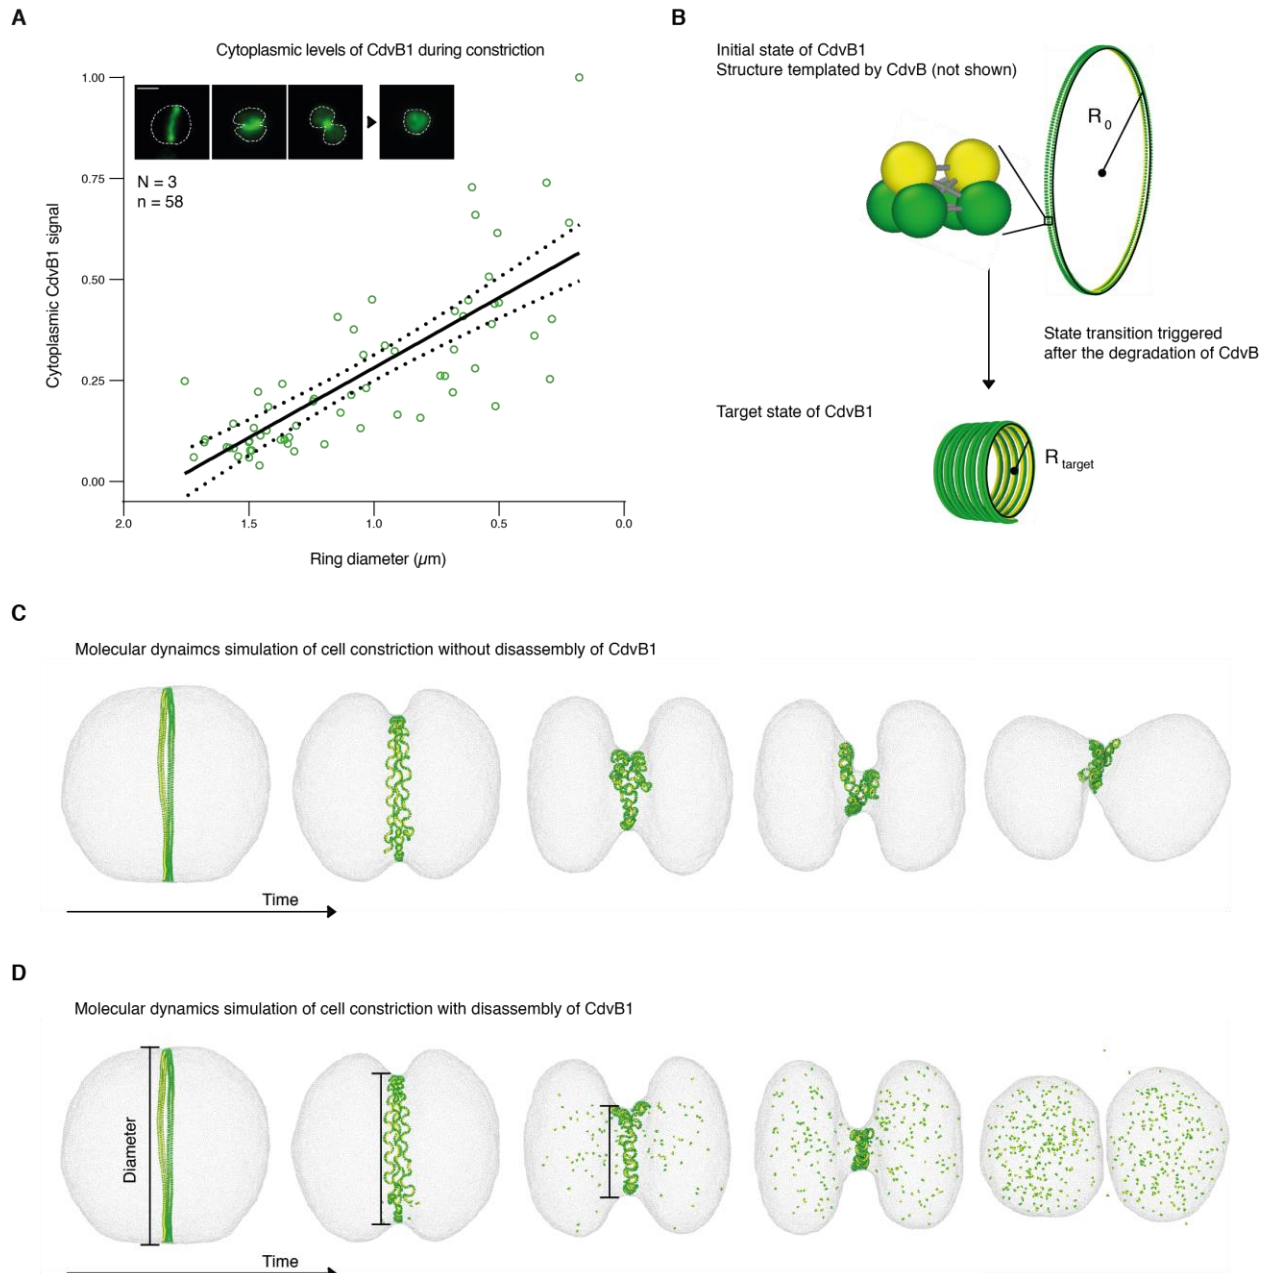 A
Cytoplasmic levels of CdvB1 during constriction
1.00
0.75
0.50
0.25
0.00
Cytoplasmic CdvB1 signal
N = 3
n = 58
2.0
1.5
1.0
0.5
0.0
Ring diameter (µm)
B
Initial state of CdvB1
Structure templated by CdvB (not shown)
R0
State transition triggered
after the degradation of CdvB
Target state of CdvB1
Rtarget
C
Molecular dynaimcs simulation of cell constriction without disassembly of CdvB1
Time
D
Molecular dynamics simulation of cell constriction with disassembly of CdvB1
Diameter
Time